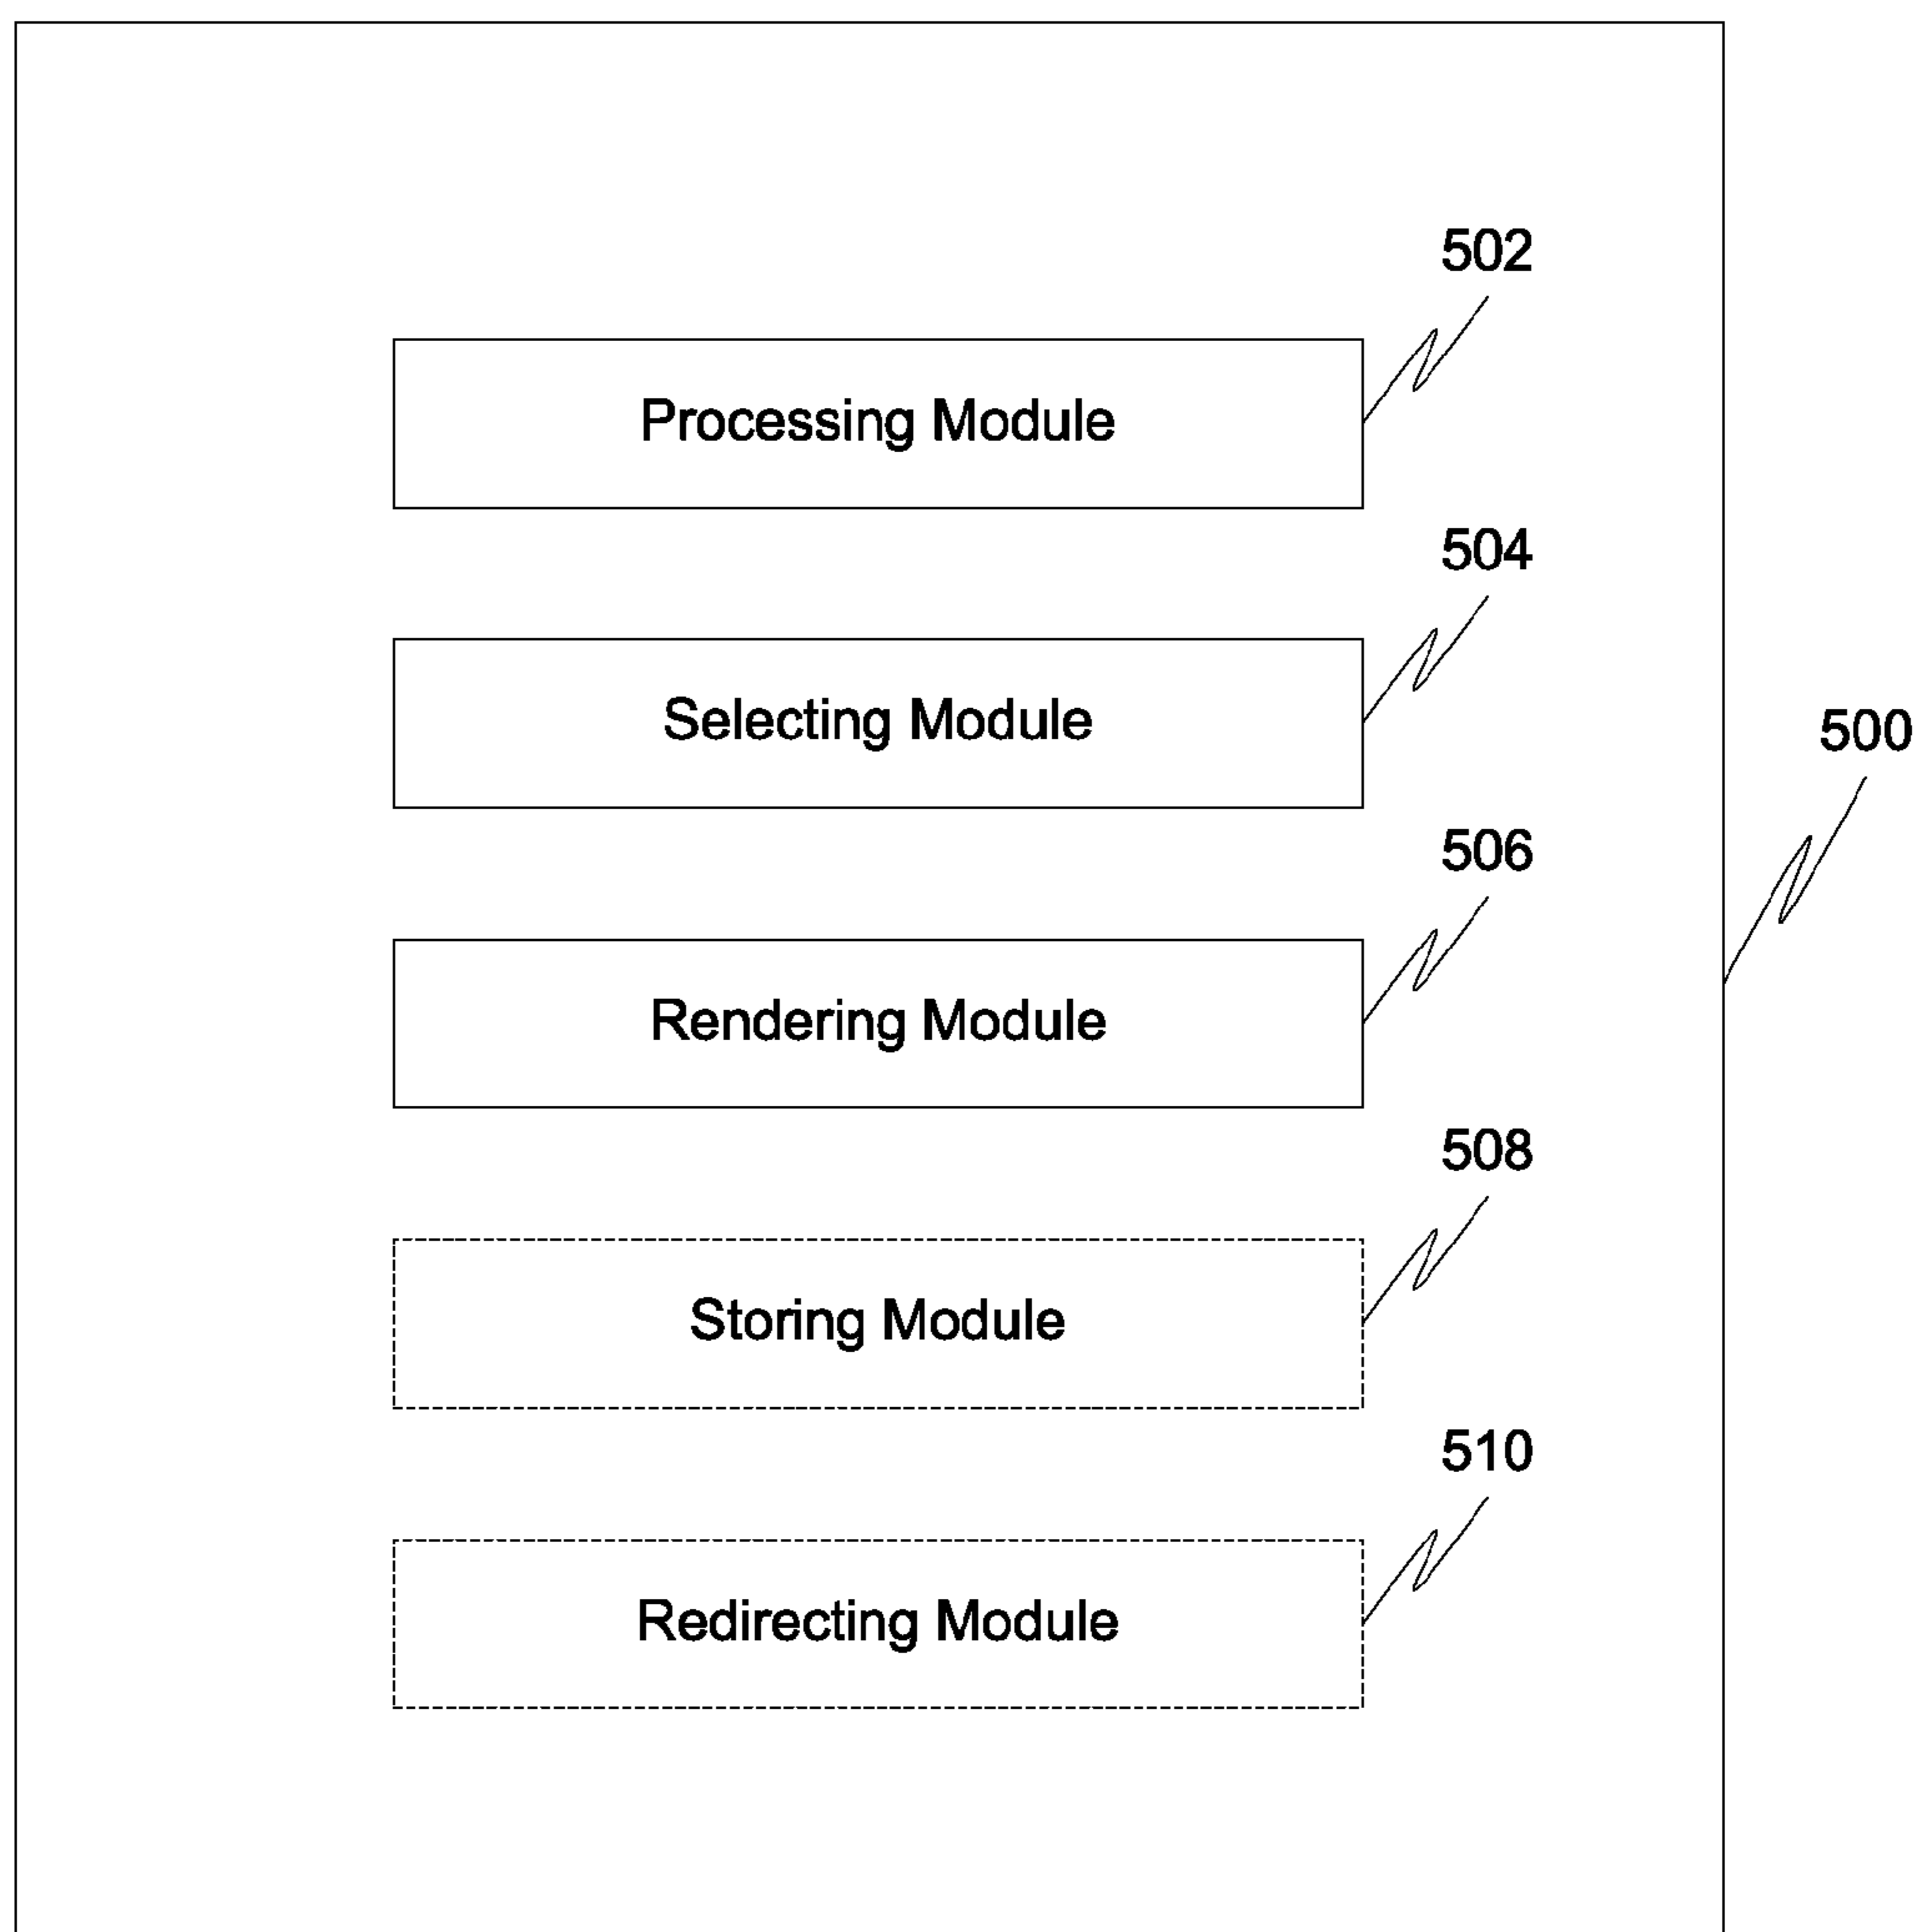 502
Processing Module
504
Selecting Module
500
506
Rendering Module
508
Storing Module
510
Redirecting Module